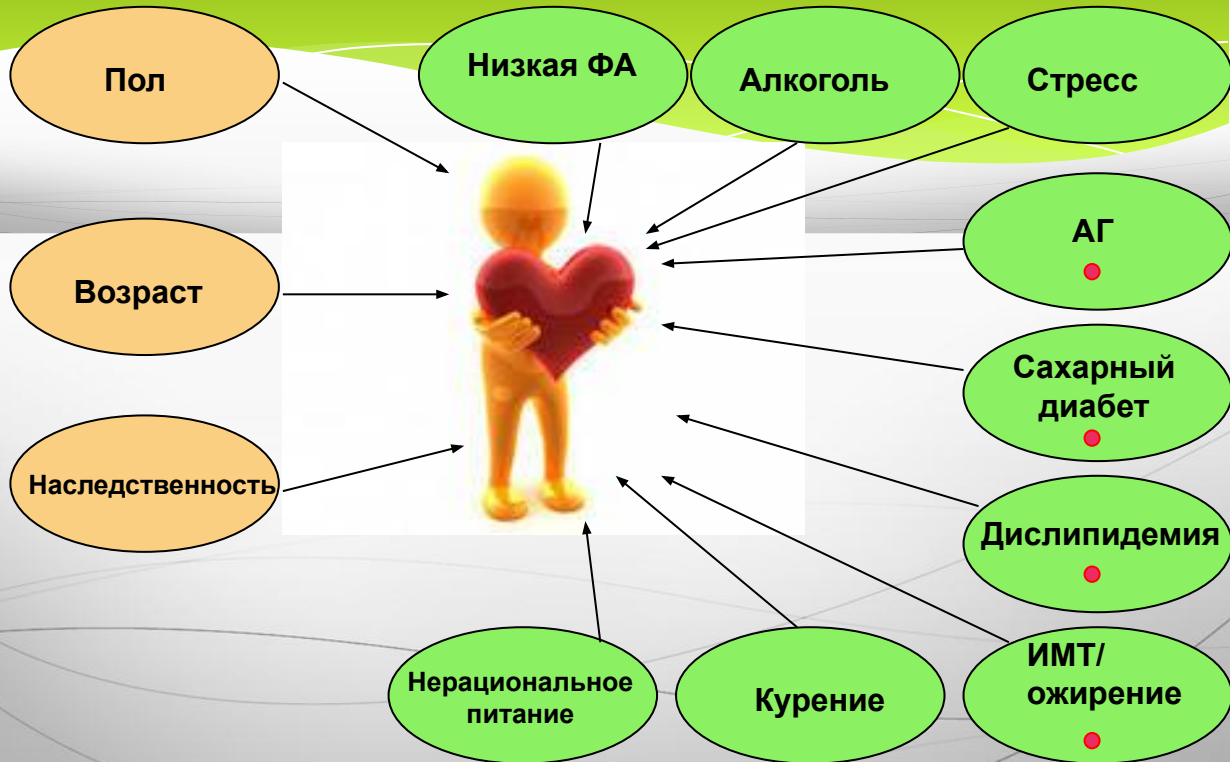 Пол
Низкая ФА
Алкоголь
Стресс
АГ
Возраст
Сахарный
диабет
Наследственность
Дислипидемия
Нерациональное
питание
Курение
ИМТ/
ожирение